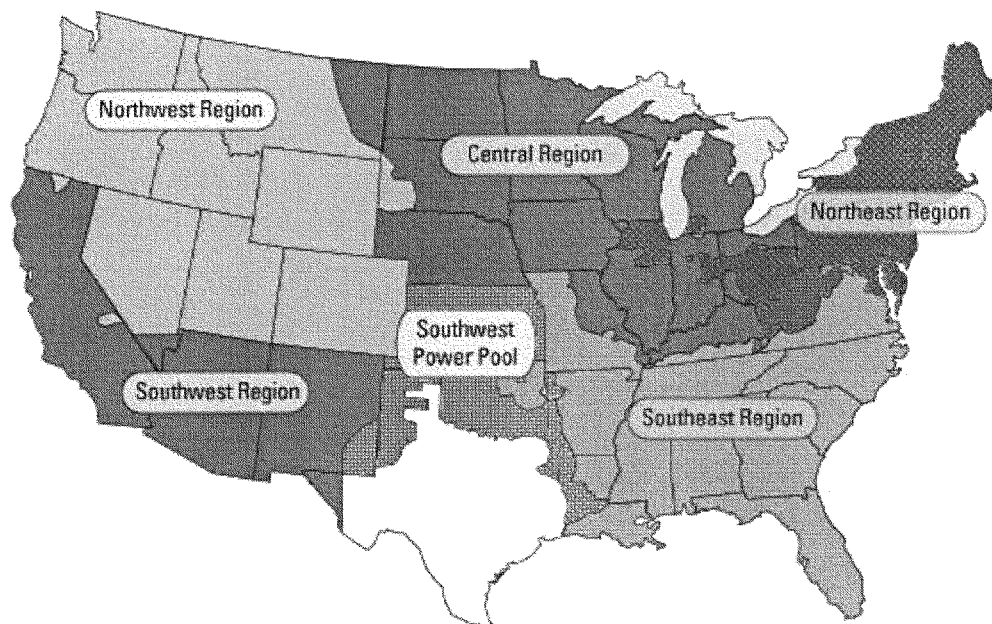 Northwest Region
Central Region
Northeast Region
Southwest
Power Pool
Southwest Region
Southeast Region